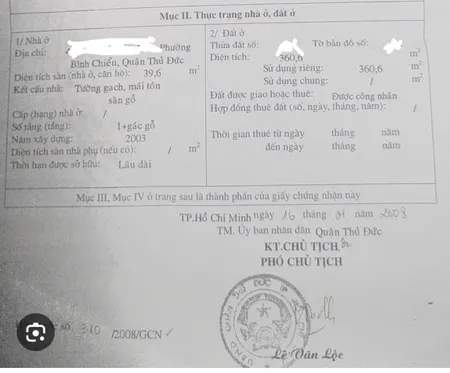 Mục II. Thực trạng nhà ở, đất ở
1/ Nhà ở
Địa chỉ: Phường
Bình Chiểu, Quận Thủ Đức
Diện tích sàn (nhà ở, căn hộ): 39,6 m²
Kết cấu nhà: Tường gạch, mái tôn
sàn gỗ
Cấp (hạng) nhà ở /
Số tầng (tầng): 1+gác gỗ
Năm xây dựng: 2003
Diện tích sàn nhà phụ (nếu có): / m²
Thời hạn được sở hữu: Lâu dài
2/ Đất ở
Thửa đất số: Tờ bản đồ số:
Diện tích: 360,6 m²
Sử dụng riêng: 360,6 m²
Sử dụng chung: / m²
Đất được giao hoặc thuê: Được công nhận
Hợp đồng thuê đất (số, ngày, tháng, năm): /
Thời gian thuê từ ngày tháng năm
đến ngày tháng năm
Mục III, Mục IV ở trang sau là thành phần của giấy chứng nhận này
TP.Hồ Chí Minh ngày 16 tháng 01 năm 2008
TM. Ủy ban nhân dân Quận Thủ Đức
KT.CHỦ TỊCH
PHÓ CHỦ TỊCH
số 310 /2008/GCN
Lê Văn Lộc